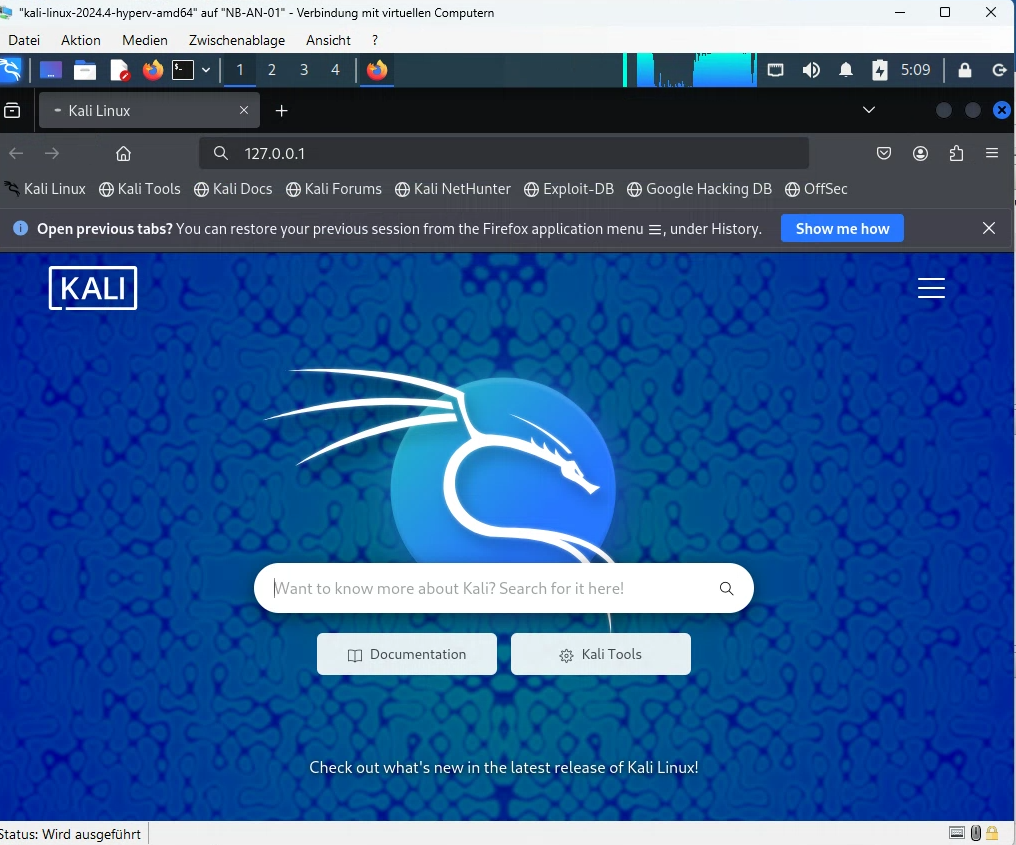 "kali-linux-2024.4-hyperv-amd64" auf "NB-AN-01" - Verbindung mit virtuellen Computern
Datei Aktion Medien Zwischenablage Ansicht ?
1 2 3 4 5:09
Kali Linux
127.0.0.1
Kali Linux Kali Tools Kali Docs Kali Forums Kali NetHunter Exploit-DB Google Hacking DB OffSec
Open previous tabs? You can restore your previous session from the Firefox application menu ≡, under History. Show me how
KALI
Want to know more about Kali? Search for it here!
Documentation Kali Tools
Check out what's new in the latest release of Kali Linux!
Status: Wird ausgeführt